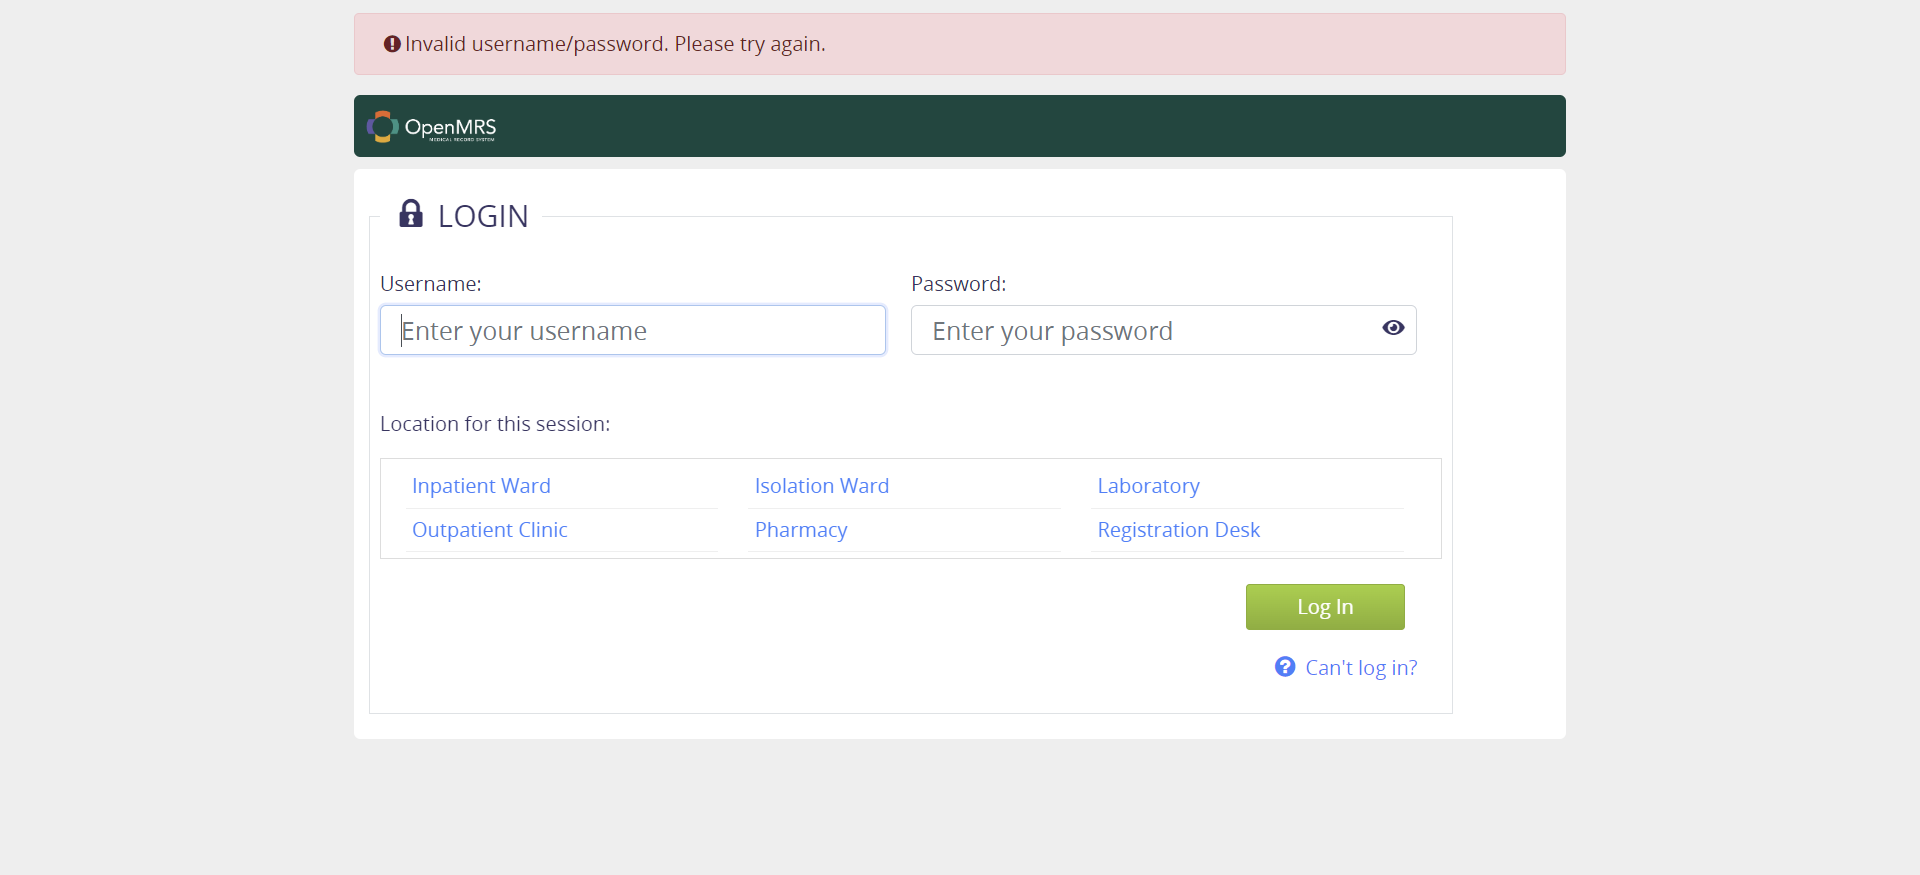 Invalid username/password. Please try again.
OpenMRS
MEDICAL RECORD SYSTEM
LOGIN
Username:
Password:
Enter your username
Enter your password
Location for this session:
Inpatient Ward
Isolation Ward
Laboratory
Outpatient Clinic
Pharmacy
Registration Desk
Log In
Can't log in?